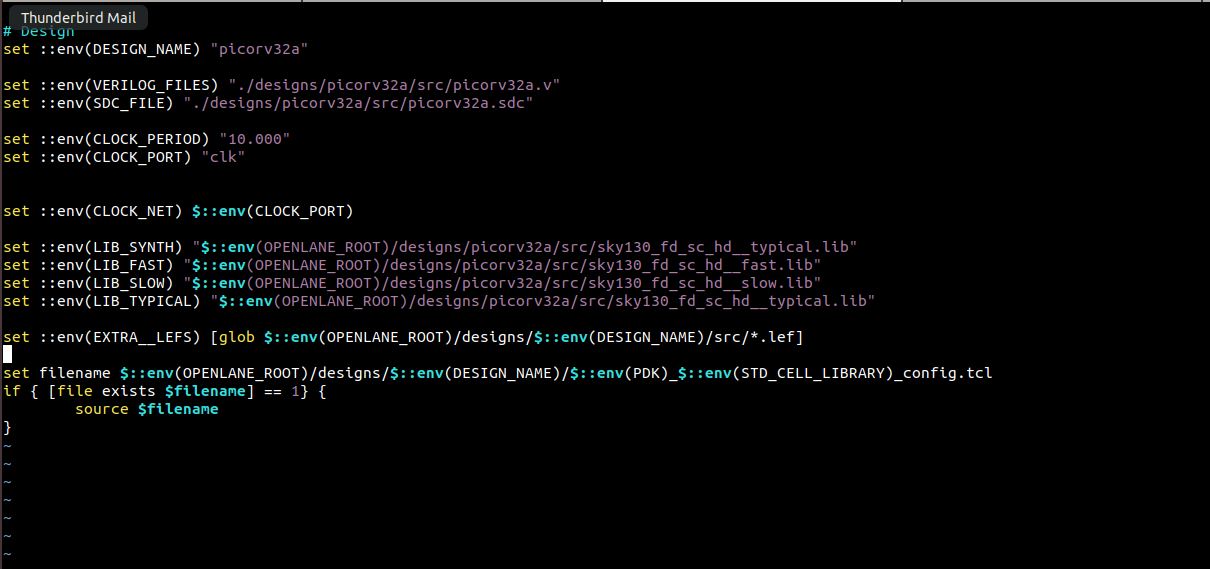 Thunderbird Mail
# Design
set ::env(DESIGN_NAME) "picorv32a"
set ::env(VERILOG_FILES) "./designs/picorv32a/src/picorv32a.v"
set ::env(SDC_FILE) "./designs/picorv32a/src/picorv32a.sdc"
set ::env(CLOCK_PERIOD) "10.000"
set ::env(CLOCK_PORT) "clk"
set ::env(CLOCK_NET) $::env(CLOCK_PORT)
set ::env(LIB_SYNTH) "$::env(OPENLANE_ROOT)/designs/picorv32a/src/sky130_fd_sc_hd__typical.lib"
set ::env(LIB_FAST) "$::env(OPENLANE_ROOT)/designs/picorv32a/src/sky130_fd_sc_hd__fast.lib"
set ::env(LIB_SLOW) "$::env(OPENLANE_ROOT)/designs/picorv32a/src/sky130_fd_sc_hd__slow.lib"
set ::env(LIB_TYPICAL) "$::env(OPENLANE_ROOT)/designs/picorv32a/src/sky130_fd_sc_hd__typical.lib"
set ::env(EXTRA__LEFS) [glob $::env(OPENLANE_ROOT)/designs/$::env(DESIGN_NAME)/src/*.lef]
set filename $::env(OPENLANE_ROOT)/designs/$::env(DESIGN_NAME)/$::env(PDK)_$::env(STD_CELL_LIBRARY)_config.tcl
if { [file exists $filename] == 1} {
        source $filename
}
~
~
~
~
~
~
~